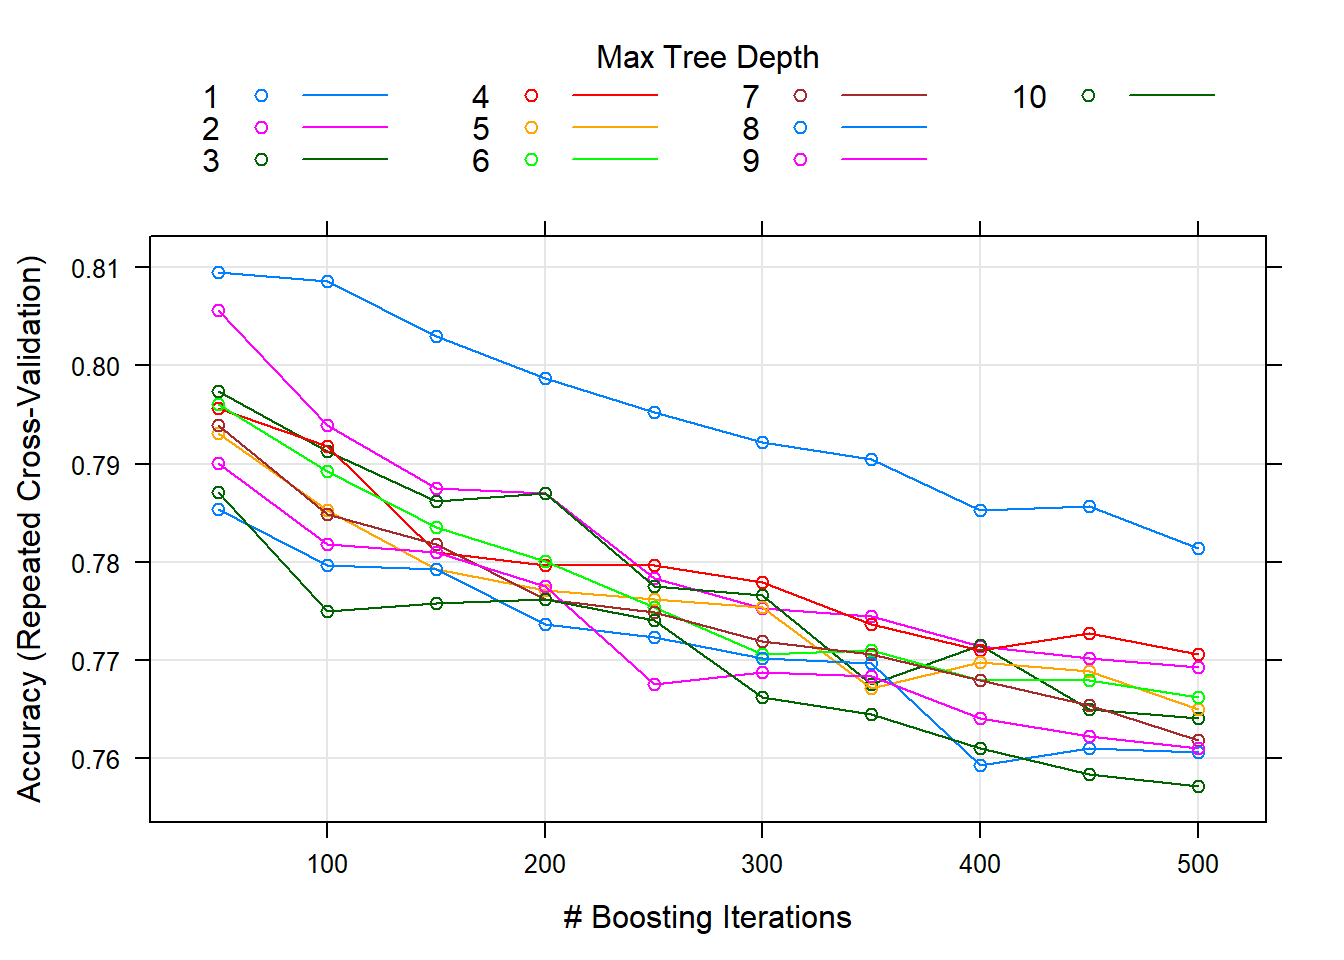 Max Tree Depth
1 4 7 10
2 5 8
3 6 9
Accuracy (Repeated Cross-Validation)
0.81
0.80
0.79
0.78
0.77
0.76
100 200 300 400 500
# Boosting Iterations